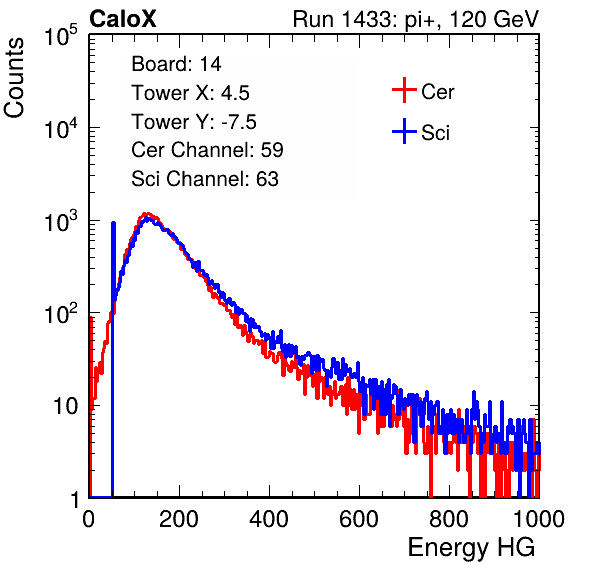 CaloX Run 1433: pi+, 120 GeV
Counts
Board: 14
Tower X: 4.5
Tower Y: -7.5
Cer Channel: 59
Sci Channel: 63
Cer
Sci
10^5
10^4
10^3
10^2
10
1
0 200 400 600 800 1000
Energy HG